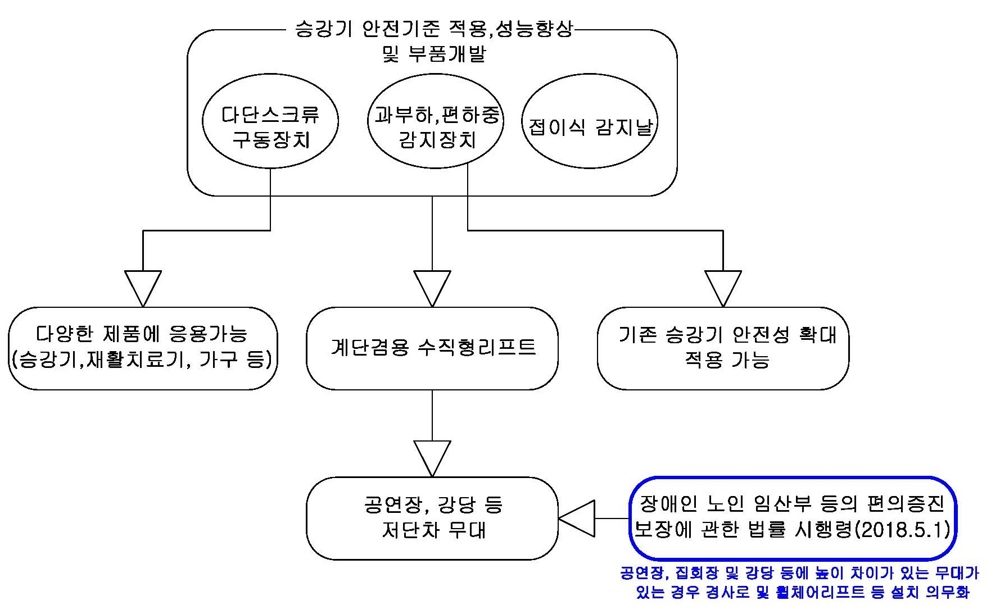 승강기 안전기준 적용,성능향상
및 부품개발
다단스크류
구동장치
과부하,편하중
감지장치
접이식 감지날
다양한 제품에 응용가능
(승강기,재활치료기, 가구 등)
계단겸용 수직형리프트
기존 승강기 안전성 확대
적용 가능
공연장, 강당 등
저단차 무대
장애인 노인 임산부 등의 편의증진
보장에 관한 법률 시행령(2018.5.1)
공연장, 집회장 및 강당 등에 높이 차이가 있는 무대가
있는 경우 경사로 및 휠체어리프트 등 설치 의무화